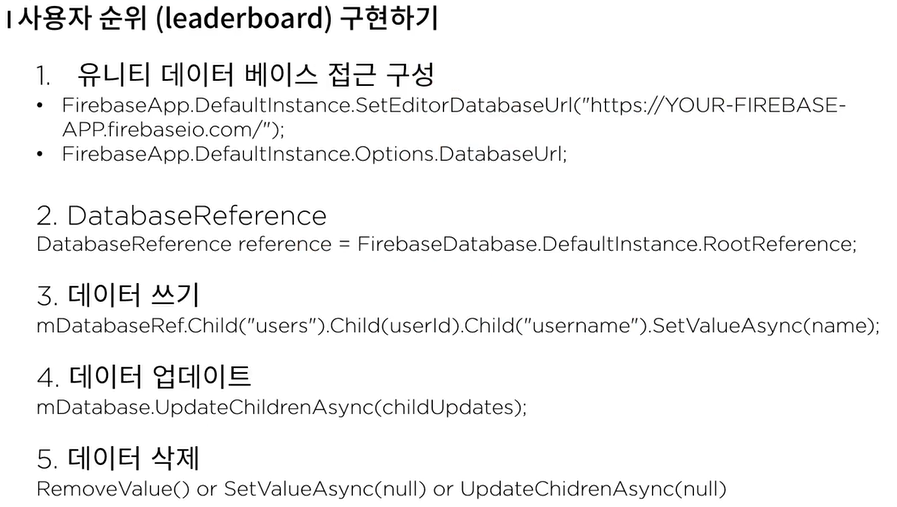 I 사용자 순위 (leaderboard) 구현하기
1. 유니티 데이터 베이스 접근 구성
• FirebaseApp.DefaultInstance.SetEditorDatabaseUrl("https://YOUR-FIREBASE-
APP.firebaseio.com/");
• FirebaseApp.DefaultInstance.Options.DatabaseUrl;
2. DatabaseReference
DatabaseReference reference = FirebaseDatabase.DefaultInstance.RootReference;
3. 데이터 쓰기
mDatabaseRef.Child("users").Child(userId).Child("username").SetValueAsync(name);
4. 데이터 업데이트
mDatabase.UpdateChildrenAsync(childUpdates);
5. 데이터 삭제
RemoveValue() or SetValueAsync(null) or UpdateChidrenAsync(null)